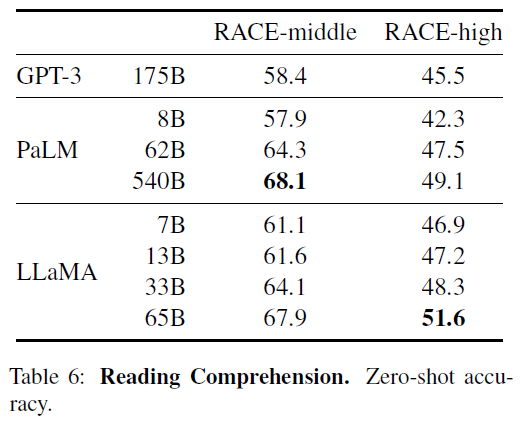 RACE-middle RACE-high
GPT-3 175B 58.4 45.5
8B 57.9 42.3
PaLM 62B 64.3 47.5
540B 68.1 49.1
7B 61.1 46.9
13B 61.6 47.2
LLaMA
33B 64.1 48.3
65B 67.9 51.6
Table 6: Reading Comprehension. Zero-shot accu-
racy.